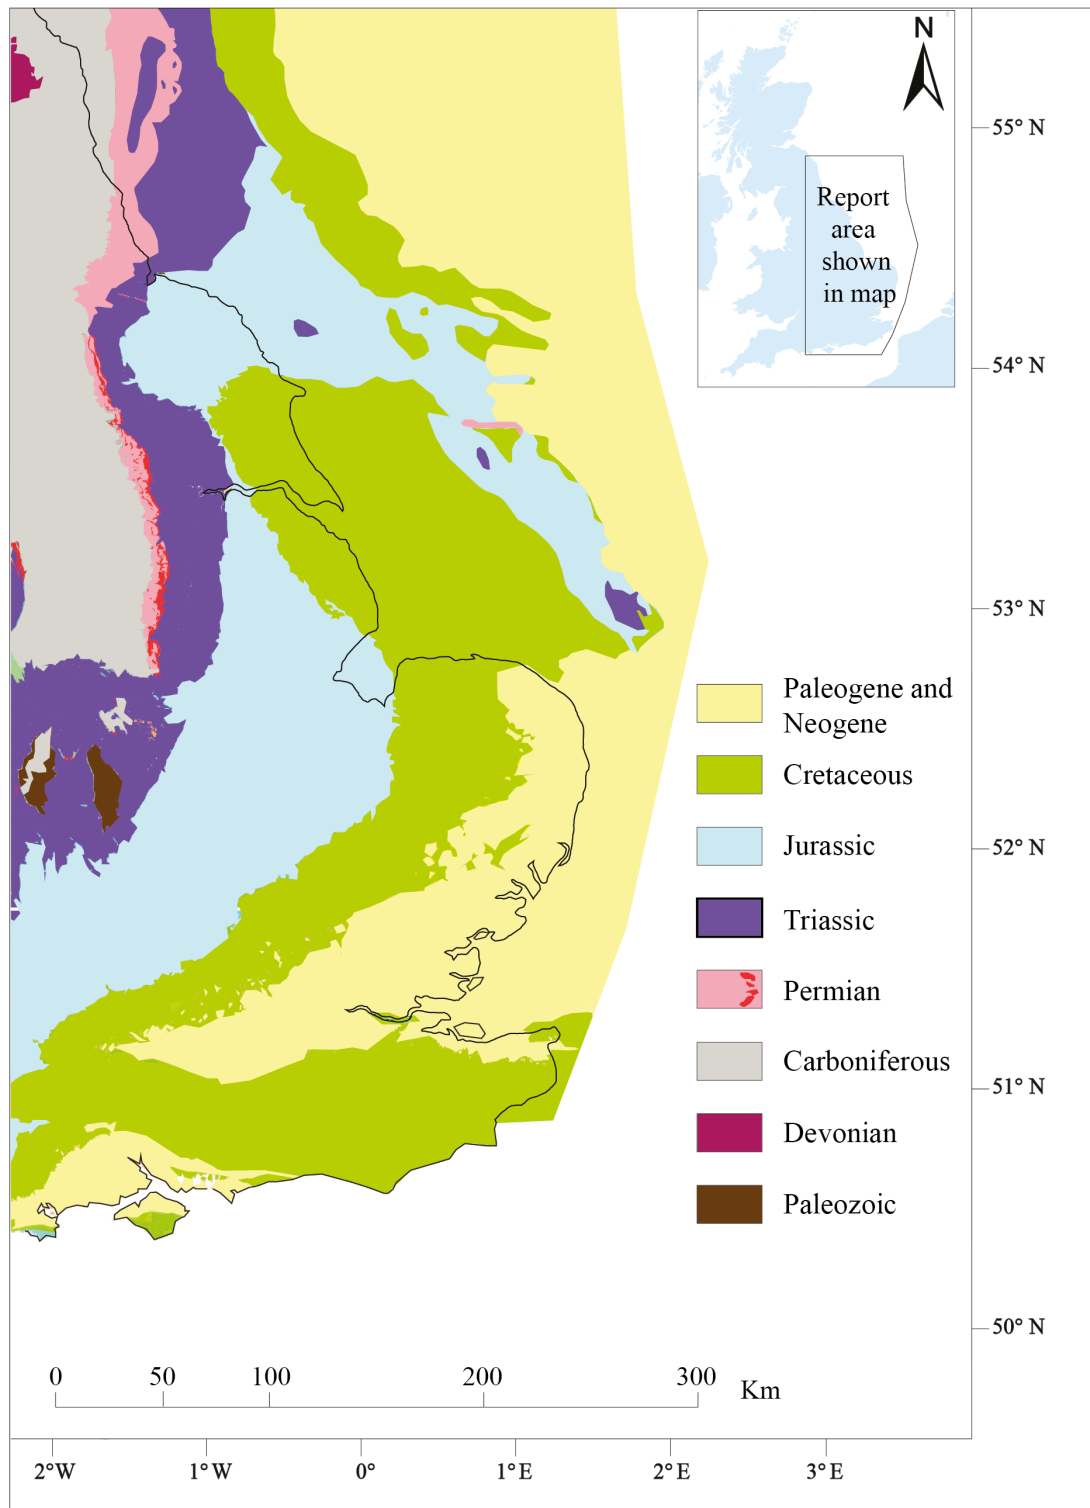 N
Report
area
shown
in map
55° N
54° N
53° N
52° N
51° N
50° N
Paleogene and
Neogene
Cretaceous
Jurassic
Triassic
Permian
Carboniferous
Devonian
Paleozoic
0 50 100 200 300 Km
2°W 1°W 0° 1°E 2°E 3°E